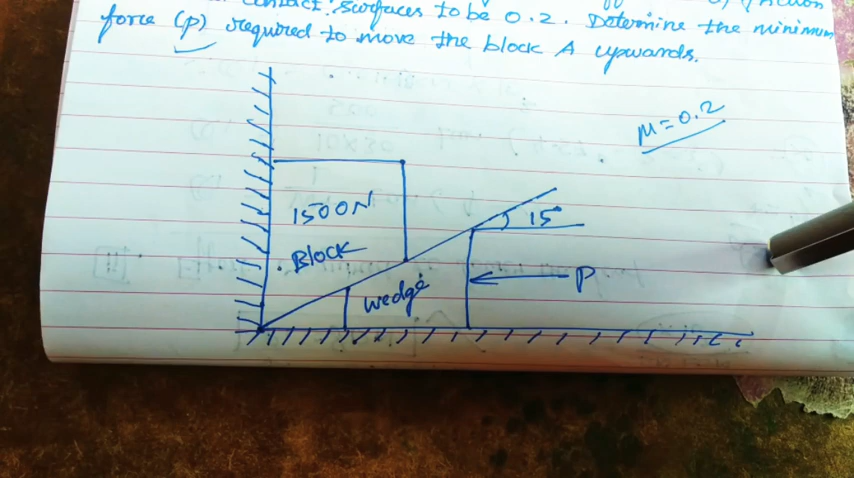 contact surfaces to be 0.2. Determine the minimum
force (p) required to move the block A upwards.
M=0.2
1500N
Block
15°
wedge
P